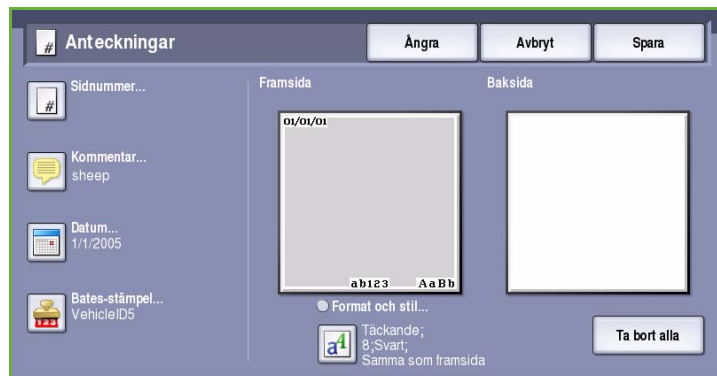 Anteckningar
Ångra
Avbryt
Spara
Sidnummer...
Kommentar...
sheep
Datum...
1/1/2005
Bates-stämpel...
VehicleID5
Framsida
01/01/01
ab123 AaBb
Format och stil...
Täckande;
8;Svart;
Samma som framsida
Baksida
Ta bort alla